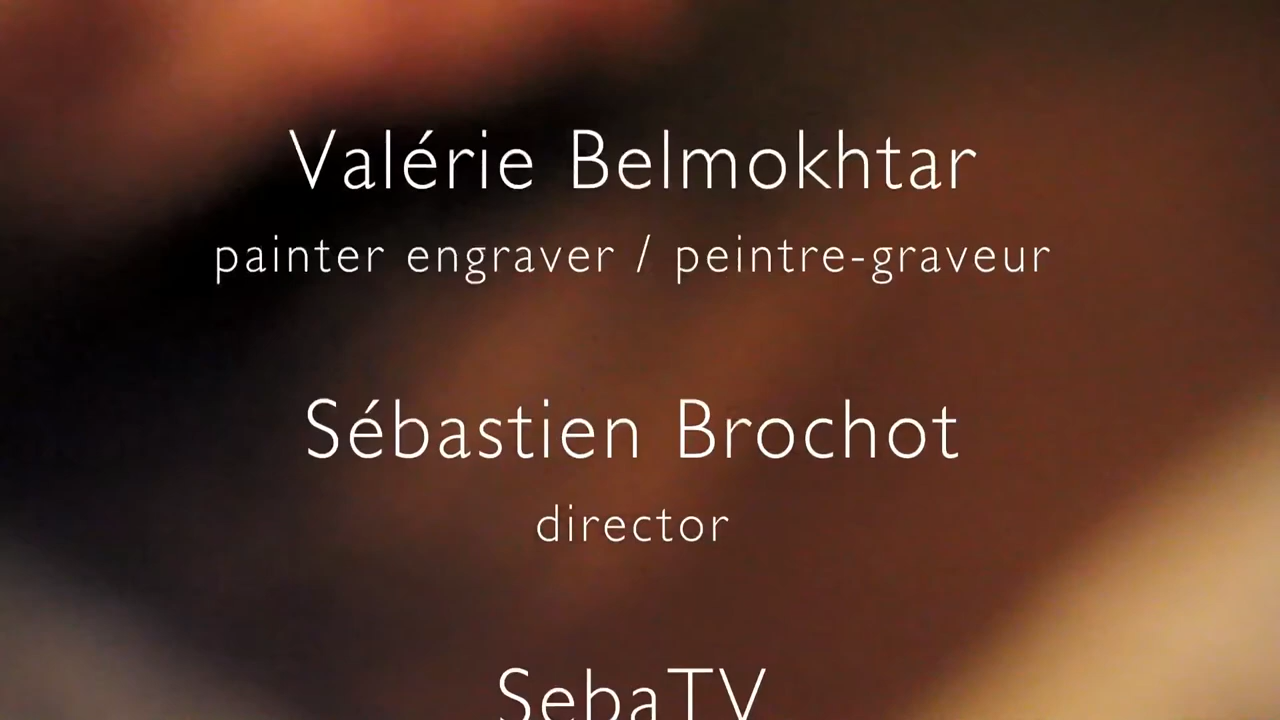 Valérie Belmokhtar
painter engraver / peintre-graveur
Sébastien Brochot
director
SebaTV